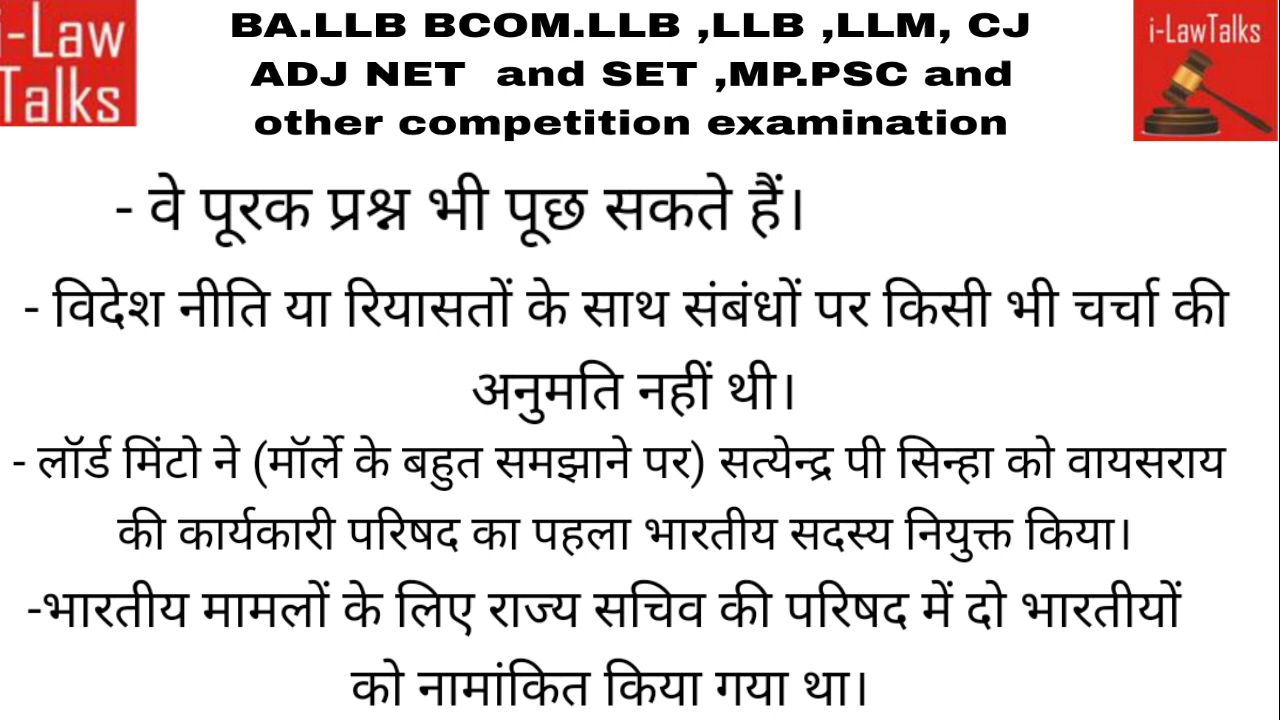 i-Law
Talks
BA.LLB BCOM.LLB ,LLB ,LLM, CJ
ADJ NET and SET ,MP.PSC and
other competition examination
i-LawTalks
- वे पूरक प्रश्न भी पूछ सकते हैं।
- विदेश नीति या रियासतों के साथ संबंधों पर किसी भी चर्चा की
अनुमति नहीं थी।
- लॉर्ड मिंटो ने (मॉर्ले के बहुत समझाने पर) सत्येन्द्र पी सिन्हा को वायसराय
की कार्यकारी परिषद का पहला भारतीय सदस्य नियुक्त किया।
-भारतीय मामलों के लिए राज्य सचिव की परिषद में दो भारतीयों
को नामांकित किया गया था।